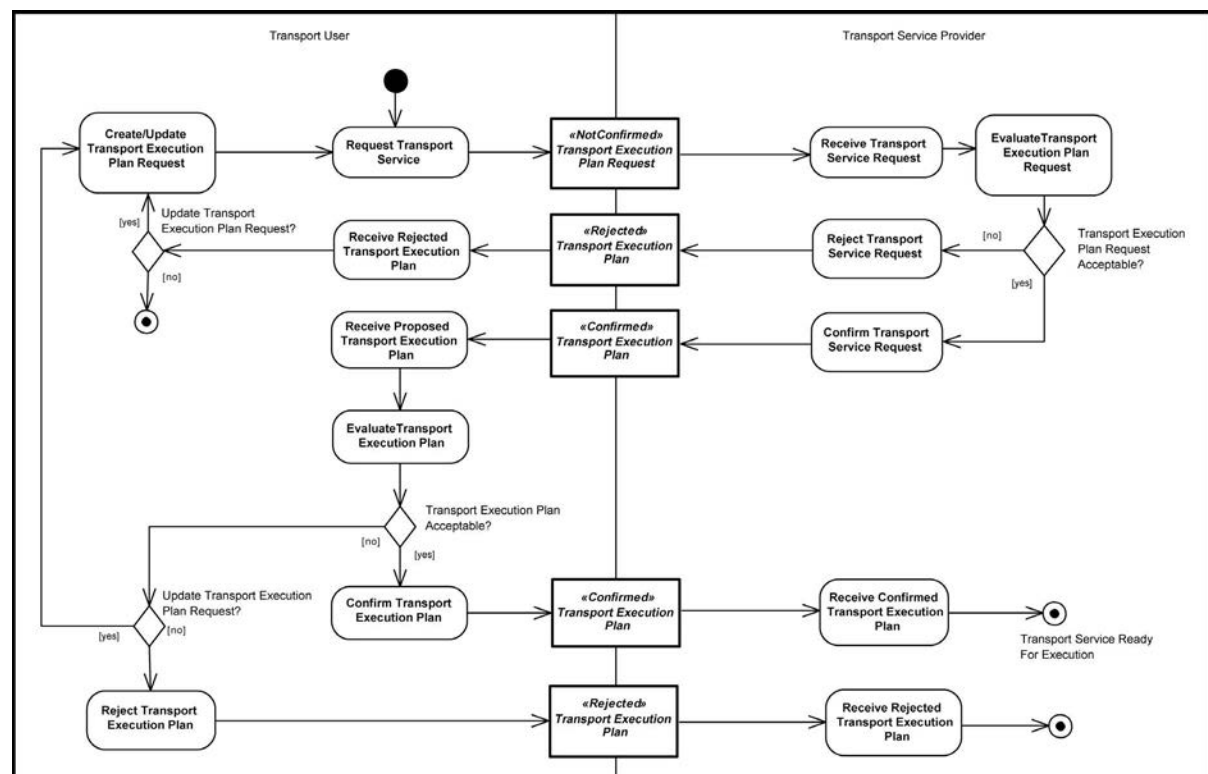 Transport User
Transport Service Provider
Create/Update
Transport Execution
Plan Request
Request Transport
Service
«NotConfirmed»
Transport Execution
Plan Request
Receive Transport
Service Request
EvaluateTransport
Execution Plan
Request
[yes]
Update Transport
Execution Plan Request?
[no]
Receive Rejected
Transport Execution
Plan
«Rejected»
Transport Execution
Plan
Reject Transport
Service Request
[no]
Transport Execution
Plan Request
Acceptable?
[yes]
Receive Proposed
Transport Execution
Plan
«Confirmed»
Transport Execution
Plan
Confirm Transport
Service Request
EvaluateTransport
Execution Plan
Transport Execution Plan
Acceptable?
[no]
[yes]
Update Transport Execution
Plan Request?
[yes]
[no]
Confirm Transport
Execution Plan
«Confirmed»
Transport Execution
Plan
Receive Confirmed
Transport Execution
Plan
Transport Service Ready
For Execution
Reject Transport
Execution Plan
«Rejected»
Transport Execution
Plan
Receive Rejected
Transport Execution
Plan